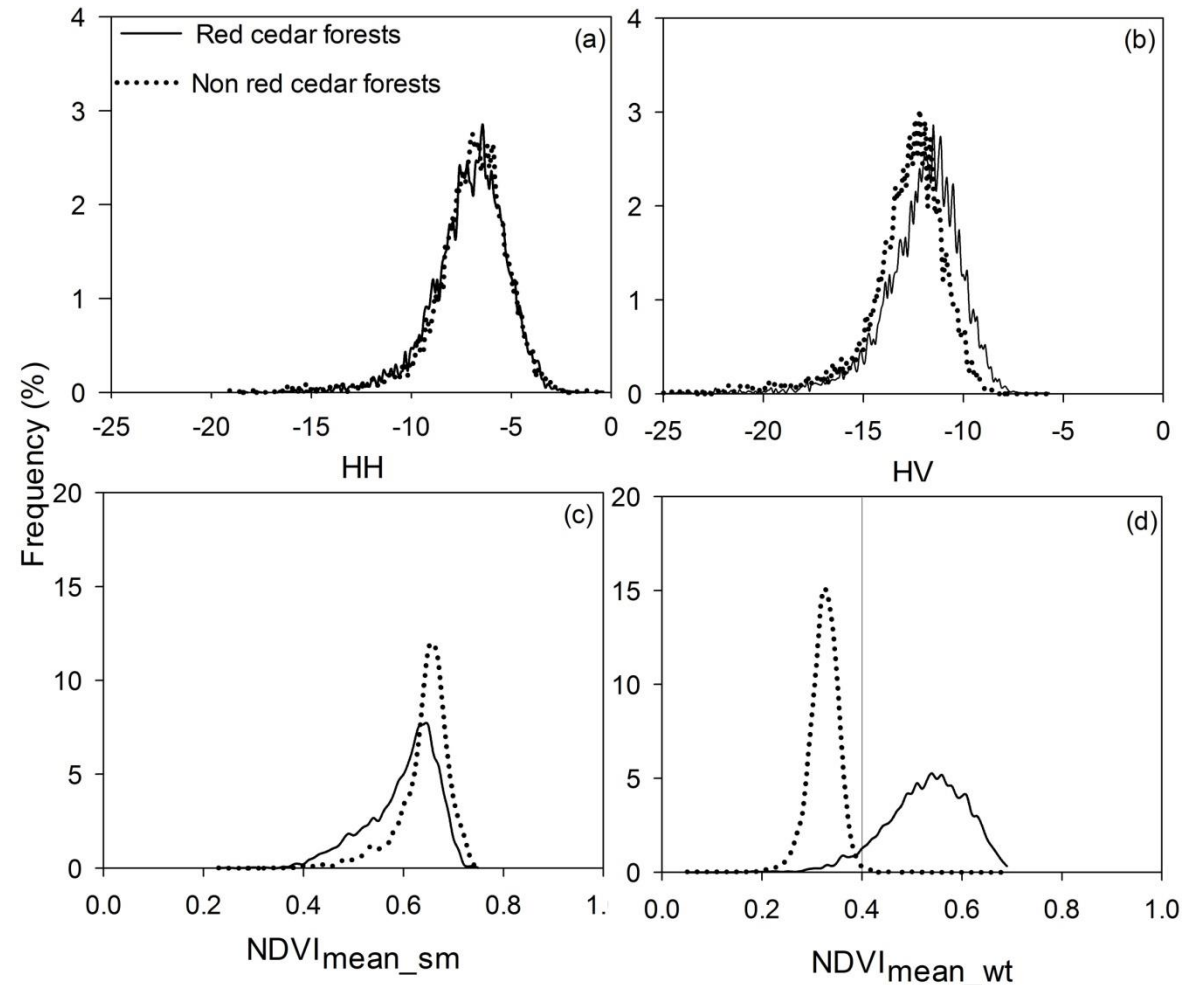 Red cedar forests
Non red cedar forests
(a)
4
3
2
1
0
-25 -20 -15 -10 -5 0
HH
(b)
4
3
2
1
0
-25 -20 -15 -10 -5 0
HV
Frequency (%)
(c)
20
15
10
5
0
0.0 0.2 0.4 0.6 0.8 1.
NDVImean_sm
(d)
20
15
10
5
0
0.0 0.2 0.4 0.6 0.8 1.0
NDVImean_wt